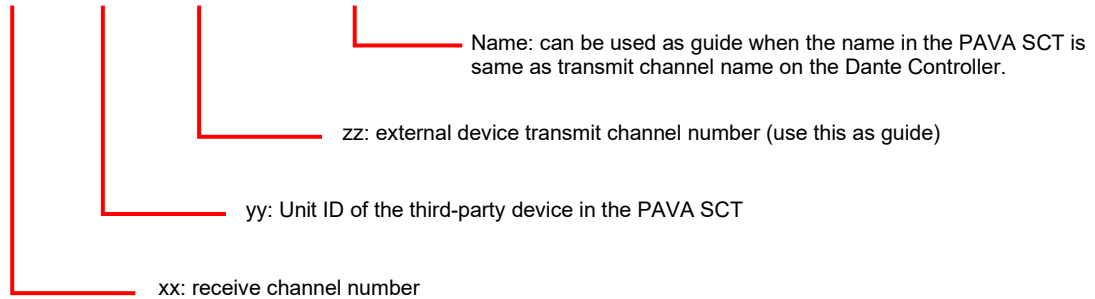 Name: can be used as guide when the name in the PAVA SCT is
same as transmit channel name on the Dante Controller.
zz: external device transmit channel number (use this as guide)
yy: Unit ID of the third-party device in the PAVA SCT
xx: receive channel number